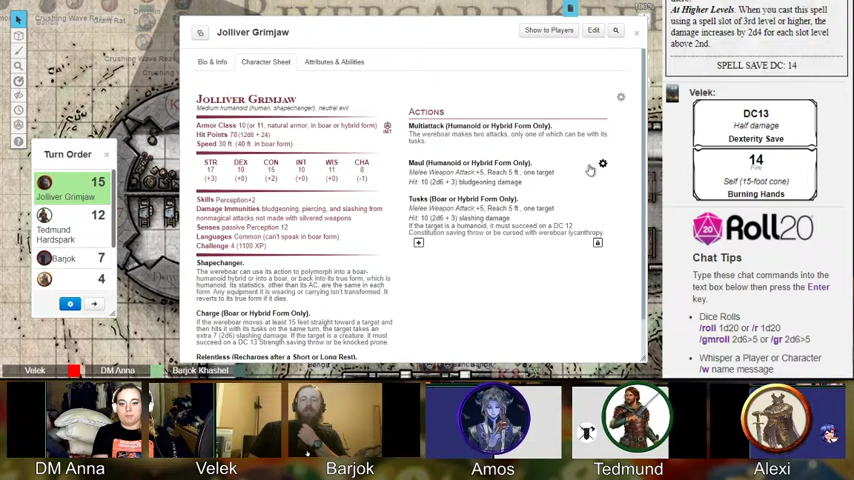 Jolliver Grimjaw
Show to Players
Edit
Bio & Info
Character Sheet
Attributes & Abilities
JOLLIVER GRIMJAW
Medium humanoid (human, shapechanger), neutral evil
Armor Class 10 (or 11, natural armor, in boar or hybrid form)
Hit Points 78 (12d8 + 24)
Speed 30 ft (40 ft in boar form)
INIT
STR DEX CON INT WIS CHA
17 10 15 10 11 8
(+3) (+0) (+2) (+0) (+0) (-1)
Skills Perception+2
Damage Immunities bludgeoning, piercing, and slashing from
nonmagical attacks not made with silvered weapons
Senses passive Perception 12
Languages Common (can't speak in boar form)
Challenge 4 (1100 XP)
Shapechanger.
The wereboar can use its action to polymorph into a boar-
humanoid hybrid or into a boar, or back into its true form, which is
humanoid. Its statistics, other than its AC, are the same in each
form. Any equipment it is wearing or carrying isn't transformed. It
reverts to its true form if it dies.
Charge (Boar or Hybrid Form Only).
If the wereboar moves at least 15 feet straight toward a target and
then hits it with its tusks on the same turn, the target takes an
extra 7 (2d6) slashing damage. If the target is a creature, it must
succeed on a DC 13 Strength saving throw or be knocked prone.
Relentless (Recharges after a Short or Long Rest).
ACTIONS
Multiattack (Humanoid or Hybrid Form Only).
The wereboar makes two attacks, only one of which can be with its
tusks.
Maul (Humanoid or Hybrid Form Only).
Melee Weapon Attack:+5, Reach 5 ft., one target
Hit: 10 (2d6 + 3) bludgeoning damage
Tusks (Boar or Hybrid Form Only).
Melee Weapon Attack:+5, Reach 5 ft., one target
Hit: 10 (2d6 + 3) slashing damage
If the target is a humanoid, it must succeed on a DC 12
Constitution saving throw or be cursed with wereboar lycanthropy.
Turn Order
15
Jolliver Grimjaw
12
Tedmund
Hardspark
Barjok
7
4
At Higher Levels. When you cast this spell
using a spell slot of 3rd level or higher, the
damage increases by 2d4 for each slot level
above 2nd.
SPELL SAVE DC: 14
Velek:
DC13
Half damage
Dexterity Save
14
Fire
Self (15-foot cone)
Burning Hands
20
Roll20
Chat Tips
Type these chat commands into the
text box below then press the Enter
key.
Dice Rolls
/roll 1d20 or /r 1d20
/gmroll 2d6>5 or /gr 2d6>5
Whisper a Player or Character
/w name message
Velek
DM Anna
Barjok Khashel
DM Anna
Velek
Barjok
Amos
Tedmund
Alexi